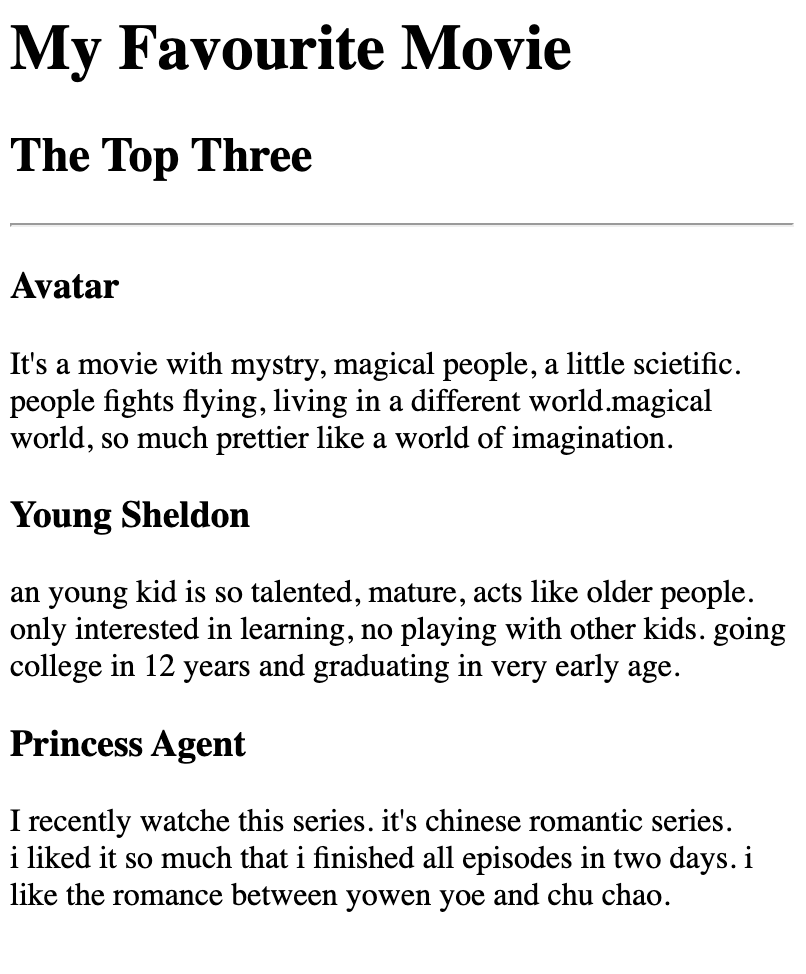 My Favourite Movie
The Top Three
Avatar
It's a movie with mystry, magical people, a little scietific.
people fights flying, living in a different world.magical
world, so much prettier like a world of imagination.
Young Sheldon
an young kid is so talented, mature, acts like older people.
only interested in learning, no playing with other kids. going
college in 12 years and graduating in very early age.
Princess Agent
I recently watche this series. it's chinese romantic series.
i liked it so much that i finished all episodes in two days. i
like the romance between yowen yoe and chu chao.